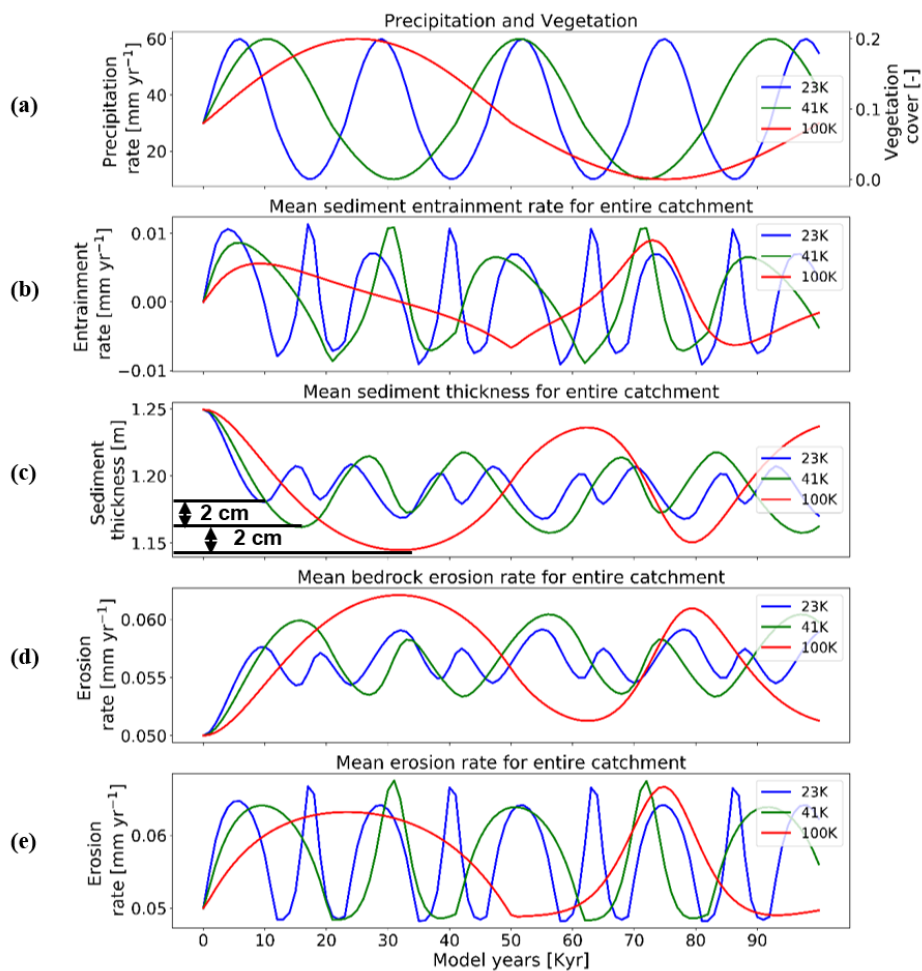 Precipitation and Vegetation
(a)
Precipitation
rate [mm yr⁻¹]
60
40
20
0.2
0.1
0.0
Vegetation
cover [-]
23K
41K
100K
Mean sediment entrainment rate for entire catchment
(b)
Entrainment
rate [mm yr⁻¹]
0.01
0.00
−0.01
23K
41K
100K
Mean sediment thickness for entire catchment
(c)
Sediment
thickness [m]
1.25
1.20
1.15
2 cm
2 cm
23K
41K
100K
Mean bedrock erosion rate for entire catchment
(d)
Erosion
rate [mm yr⁻¹]
0.060
0.055
0.050
23K
41K
100K
Mean erosion rate for entire catchment
(e)
Erosion
rate [mm yr⁻¹]
0.06
0.05
23K
41K
100K
0 10 20 30 40 50 60 70 80 90
Model years [Kyr]